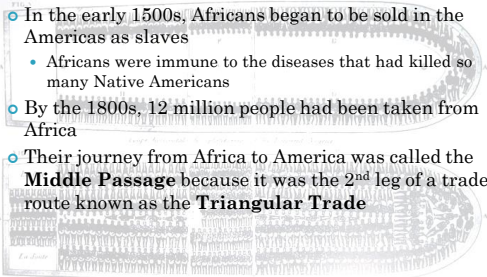 FIG. I
In the early 1500s, Africans began to be sold in the
Americas as slaves
Africans were immune to the diseases that had killed so
many Native Americans
By the 1800s, 12 million people had been taken from
Africa
Their journey from Africa to America was called the
Middle Passage because it was the 2nd leg of a trade
route known as the Triangular Trade